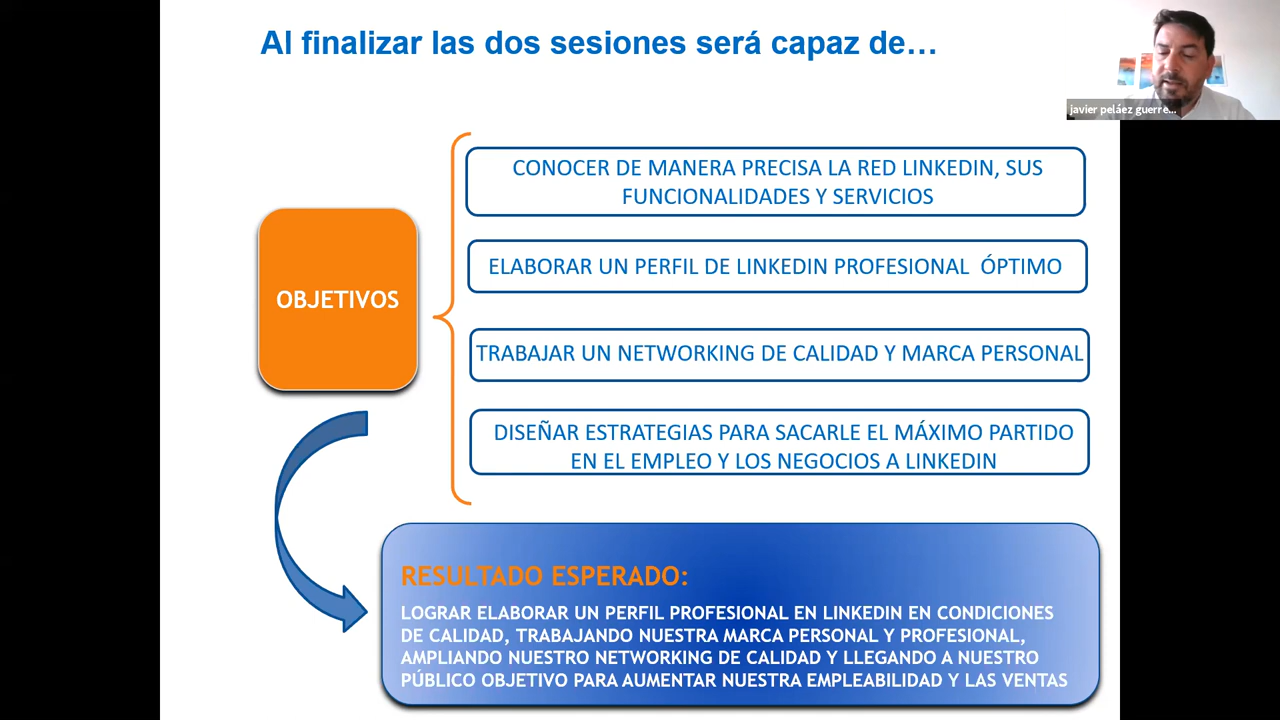 Al finalizar las dos sesiones será capaz de...
javier peláez guerre...
CONOCER DE MANERA PRECISA LA RED LINKEDIN, SUS
FUNCIONALIDADES Y SERVICIOS
ELABORAR UN PERFIL DE LINKEDIN PROFESIONAL ÓPTIMO
OBJETIVOS
TRABAJAR UN NETWORKING DE CALIDAD Y MARCA PERSONAL
DISEÑAR ESTRATEGIAS PARA SACARLE EL MÁXIMO PARTIDO
EN EL EMPLEO Y LOS NEGOCIOS A LINKEDIN
RESULTADO ESPERADO:
LOGRAR ELABORAR UN PERFIL PROFESIONAL EN LINKEDIN EN CONDICIONES
DE CALIDAD, TRABAJANDO NUESTRA MARCA PERSONAL Y PROFESIONAL,
AMPLIANDO NUESTRO NETWORKING DE CALIDAD Y LLEGANDO A NUESTRO
PÚBLICO OBJETIVO PARA AUMENTAR NUESTRA EMPLEABILIDAD Y LAS VENTAS